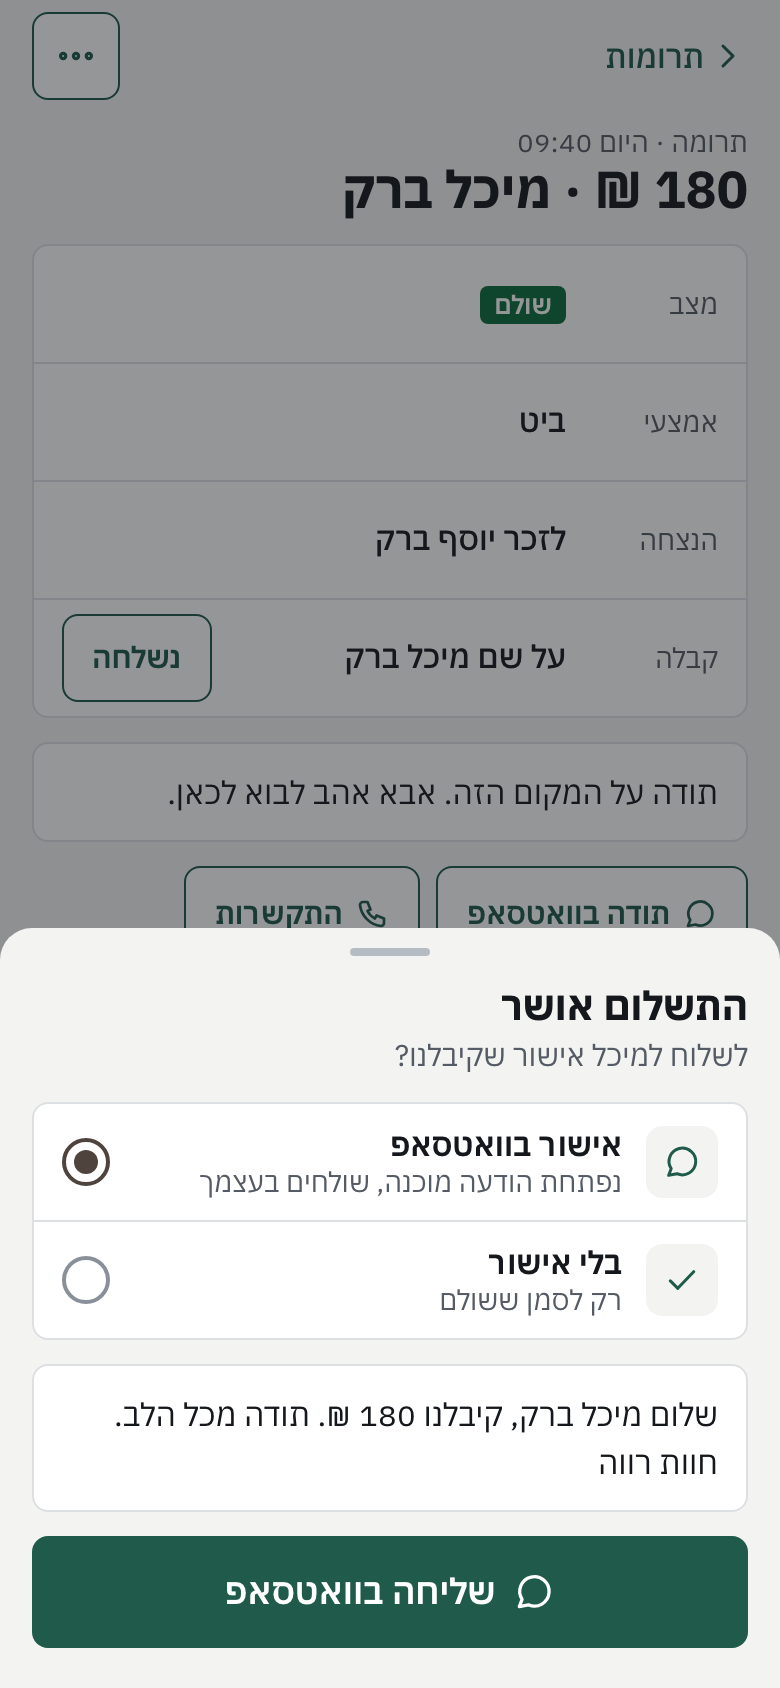 תרומות
תרומה · היום 09:40
180 ₪ · מיכל ברק
מצב
שולם
אמצעי
ביט
הנצחה
לזכר יוסף ברק
קבלה
על שם מיכל ברק
נשלחה
תודה על המקום הזה. אבא אהב לבוא לכאן.
תודה בוואטסאפ
התקשרות
התשלום אושר
לשלוח למיכל אישור שקיבלנו?
אישור בוואטסאפ
נפתחת הודעה מוכנה, שולחים בעצמך
בלי אישור
רק לסמן ששולם
שלום מיכל ברק, קיבלנו 180 ₪. תודה מכל הלב.
חוות רווה
שליחה בוואטסאפ